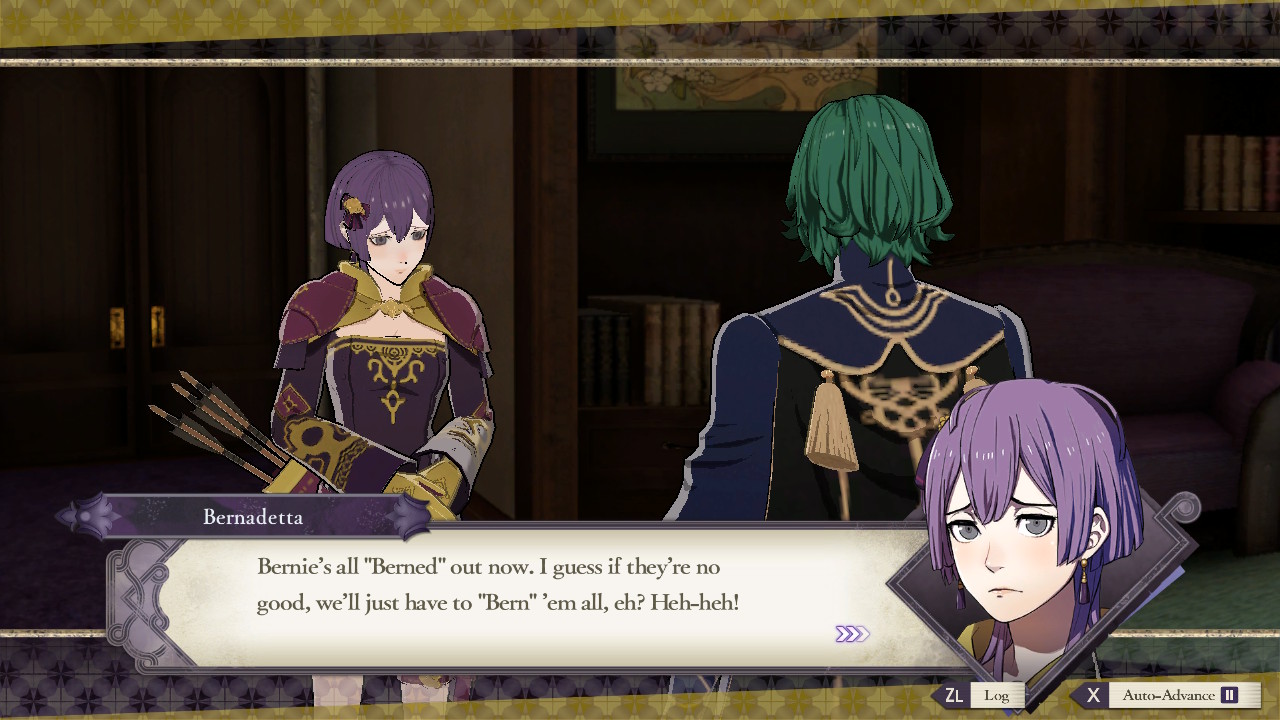 Bernadetta
Bernie's all "Berned" out now. I guess if they're no
good, we'll just have to "Bern" 'em all, eh? Heh-heh!
ZL Log
X Auto-Advance